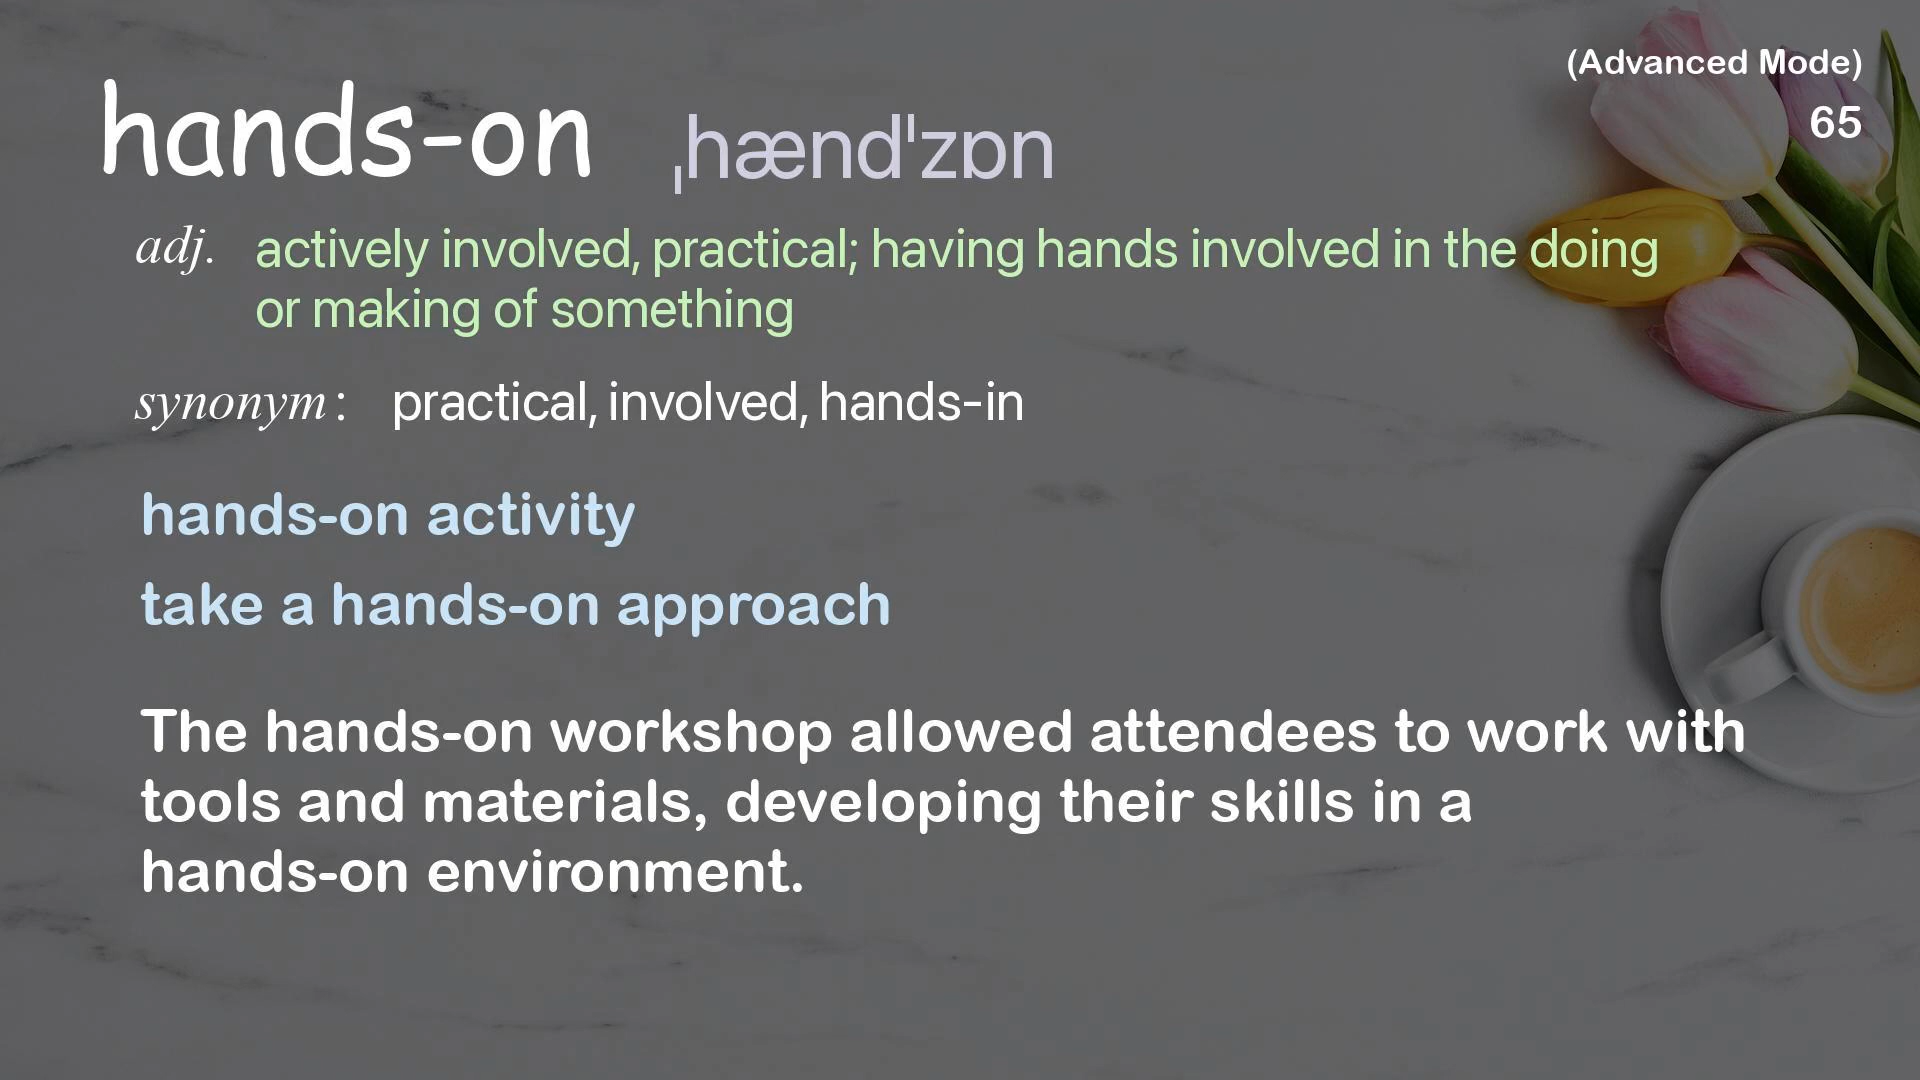 (Advanced Mode)
65
hands-on ˌhændˈzɒn
adj. actively involved, practical; having hands involved in the doing
or making of something
synonym : practical, involved, hands-in
hands-on activity
take a hands-on approach
The hands-on workshop allowed attendees to work with
tools and materials, developing their skills in a
hands-on environment.